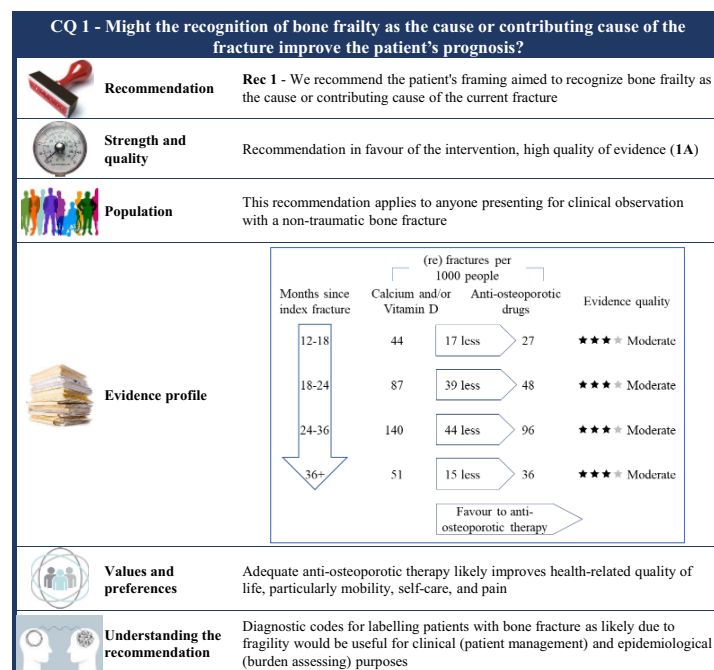 CQ 1 - Might the recognition of bone frailty as the cause or contributing cause of the
fracture improve the patient's prognosis?
Recommendation
Rec 1 - We recommend the patient's framing aimed to recognize bone frailty as
the cause or contributing cause of the current fracture
Strength and
quality
Recommendation in favour of the intervention, high quality of evidence (1A)
Population
This recommendation applies to anyone presenting for clinical observation
with a non-traumatic bone fracture
Evidence profile
(re) fractures per
1000 people
Months since
index fracture
Calcium and/or
Vitamin D
Anti-osteoporotic
drugs
Evidence quality
12-18 44 17 less 27 ★★★★ Moderate
18-24 87 39 less 48 ★★★★ Moderate
24-36 140 44 less 96 ★★★★ Moderate
36+ 51 15 less 36 ★★★★ Moderate
Favour to anti-
osteoporotic therapy
Values and
preferences
Adequate anti-osteoporotic therapy likely improves health-related quality of
life, particularly mobility, self-care, and pain
Understanding the
recommendation
Diagnostic codes for labelling patients with bone fracture as likely due to
fragility would be useful for clinical (patient management) and epidemiological
(burden assessing) purposes